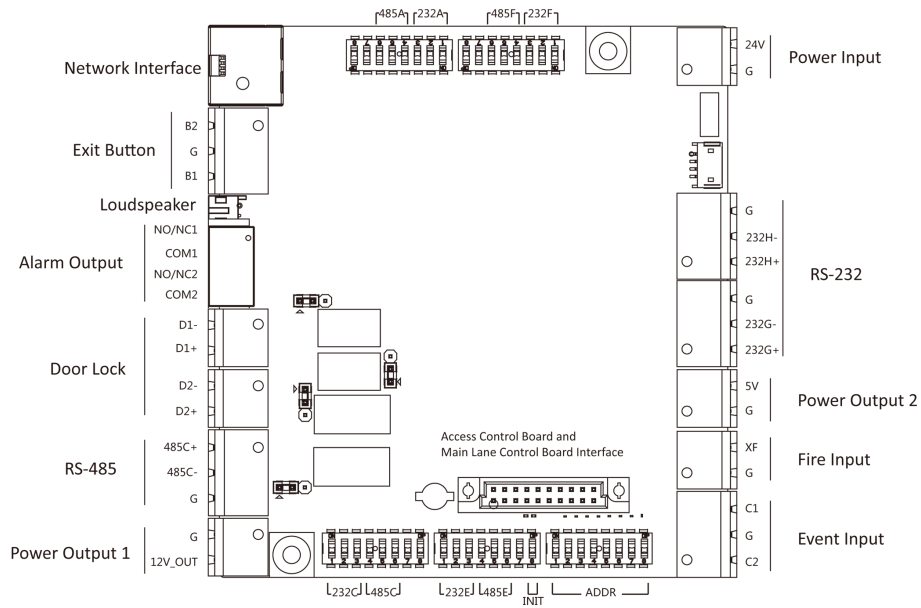 485A 232A 485F 232F
Network Interface
24V
G
Power Input
B2
G
B1
Exit Button
Loudspeaker
NO/NC1
COM1
NO/NC2
COM2
Alarm Output
G
232H-
232H+
G
232G-
232G+
RS-232
D1-
D1+
D2-
D2+
Door Lock
5V
G
Power Output 2
485C+
485C-
G
RS-485
Access Control Board and
Main Lane Control Board Interface
XF
G
Fire Input
G
12V_OUT
Power Output 1
C1
G
C2
Event Input
232C 485C 232E 485E INIT ADDR